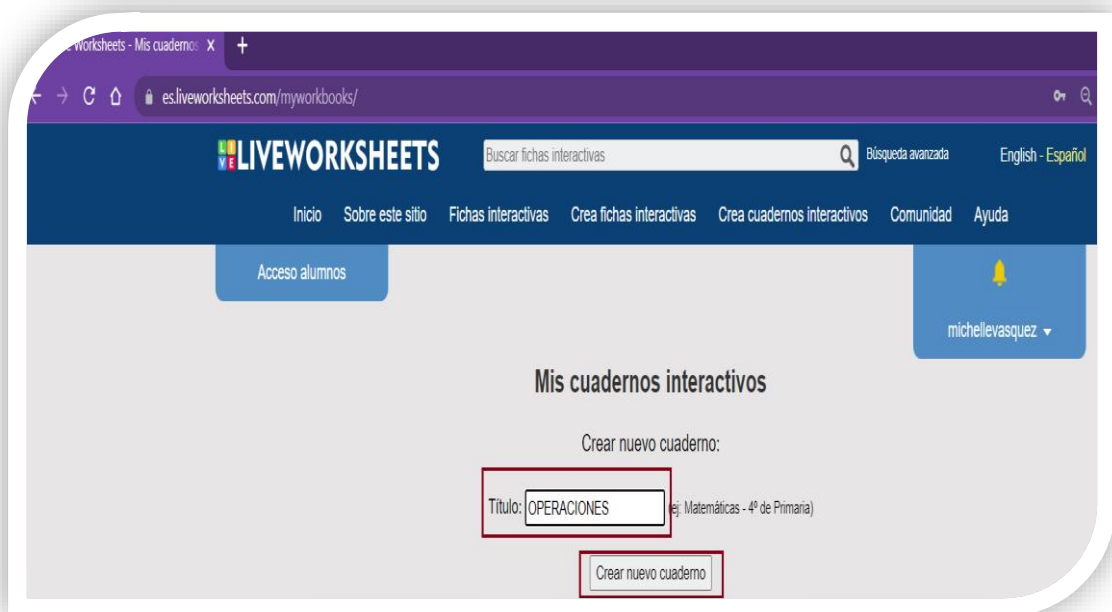 Worksheets - Mis cuadernos X +
es.liveworksheets.com/myworkbooks/
LIVE LIVEWORKSHEETS Buscar fichas interactivas Búsqueda avanzada English - Español
Inicio Sobre este sitio Fichas interactivas Crea fichas interactivas Crea cuadernos interactivos Comunidad Ayuda
Acceso alumnos
michellevasquez
Mis cuadernos interactivos
Crear nuevo cuaderno:
Título: OPERACIONES (ej: Matemáticas - 4º de Primaria)
Crear nuevo cuaderno